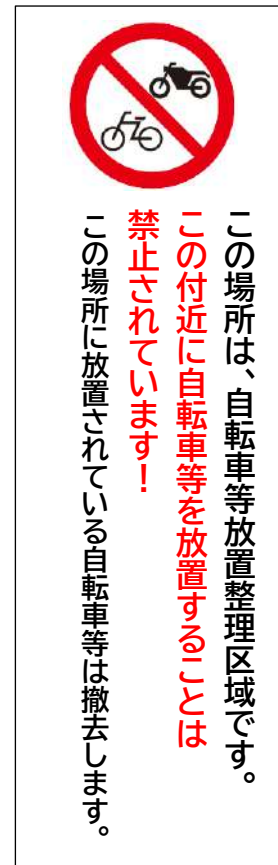 この場所は、自転車等放置整理区域です。
この付近に自転車等を放置することは
禁止されています！
この場所に放置されている自転車等は撤去します。